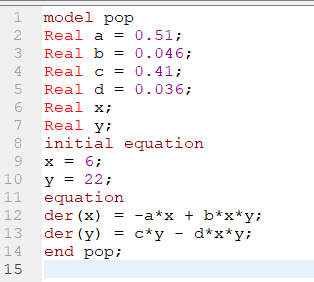 1 model pop
2 Real a = 0.51;
3 Real b = 0.046;
4 Real c = 0.41;
5 Real d = 0.036;
6 Real x;
7 Real y;
8 initial equation
9 x = 6;
10 y = 22;
11 equation
12 der(x) = -a*x + b*x*y;
13 der(y) = c*y - d*x*y;
14 end pop;
15